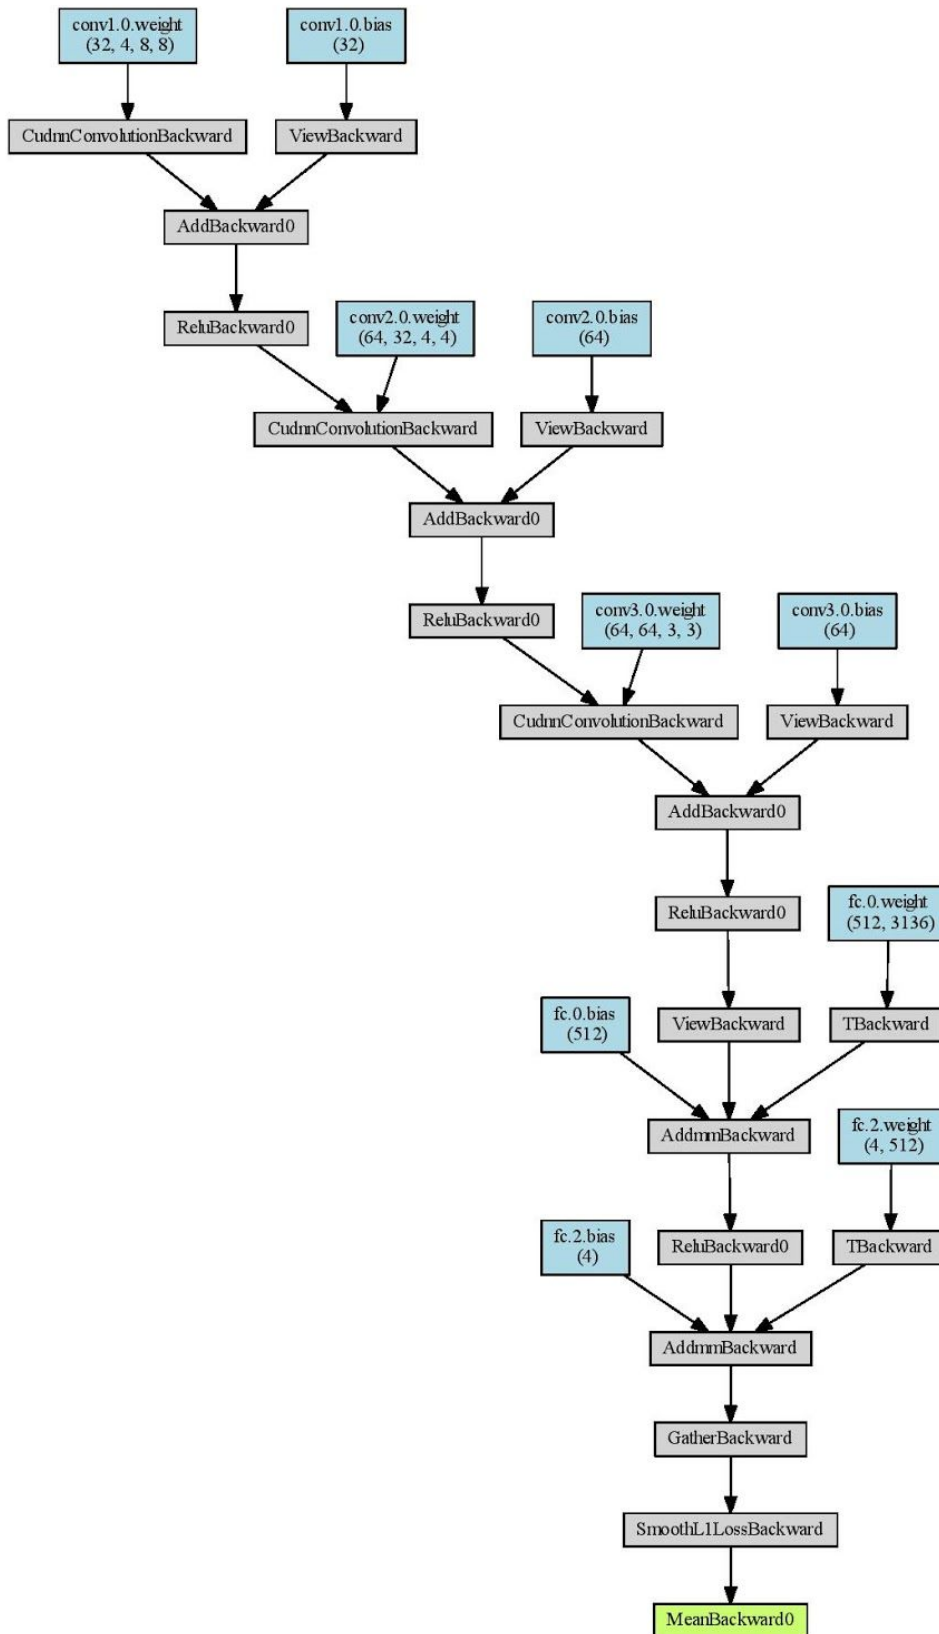 conv1.0.weight
(32, 4, 8, 8)
conv1.0.bias
(32)
CudnnConvolutionBackward
ViewBackward
AddBackward0
ReluBackward0
conv2.0.weight
(64, 32, 4, 4)
conv2.0.bias
(64)
CudnnConvolutionBackward
ViewBackward
AddBackward0
ReluBackward0
conv3.0.weight
(64, 64, 3, 3)
conv3.0.bias
(64)
CudnnConvolutionBackward
ViewBackward
AddBackward0
ReluBackward0
fc.0.weight
(512, 3136)
fc.0.bias
(512)
ViewBackward
TBackward
AddmmBackward
fc.2.weight
(4, 512)
fc.2.bias
(4)
ReluBackward0
TBackward
AddmmBackward
GatherBackward
SmoothL1LossBackward
MeanBackward0